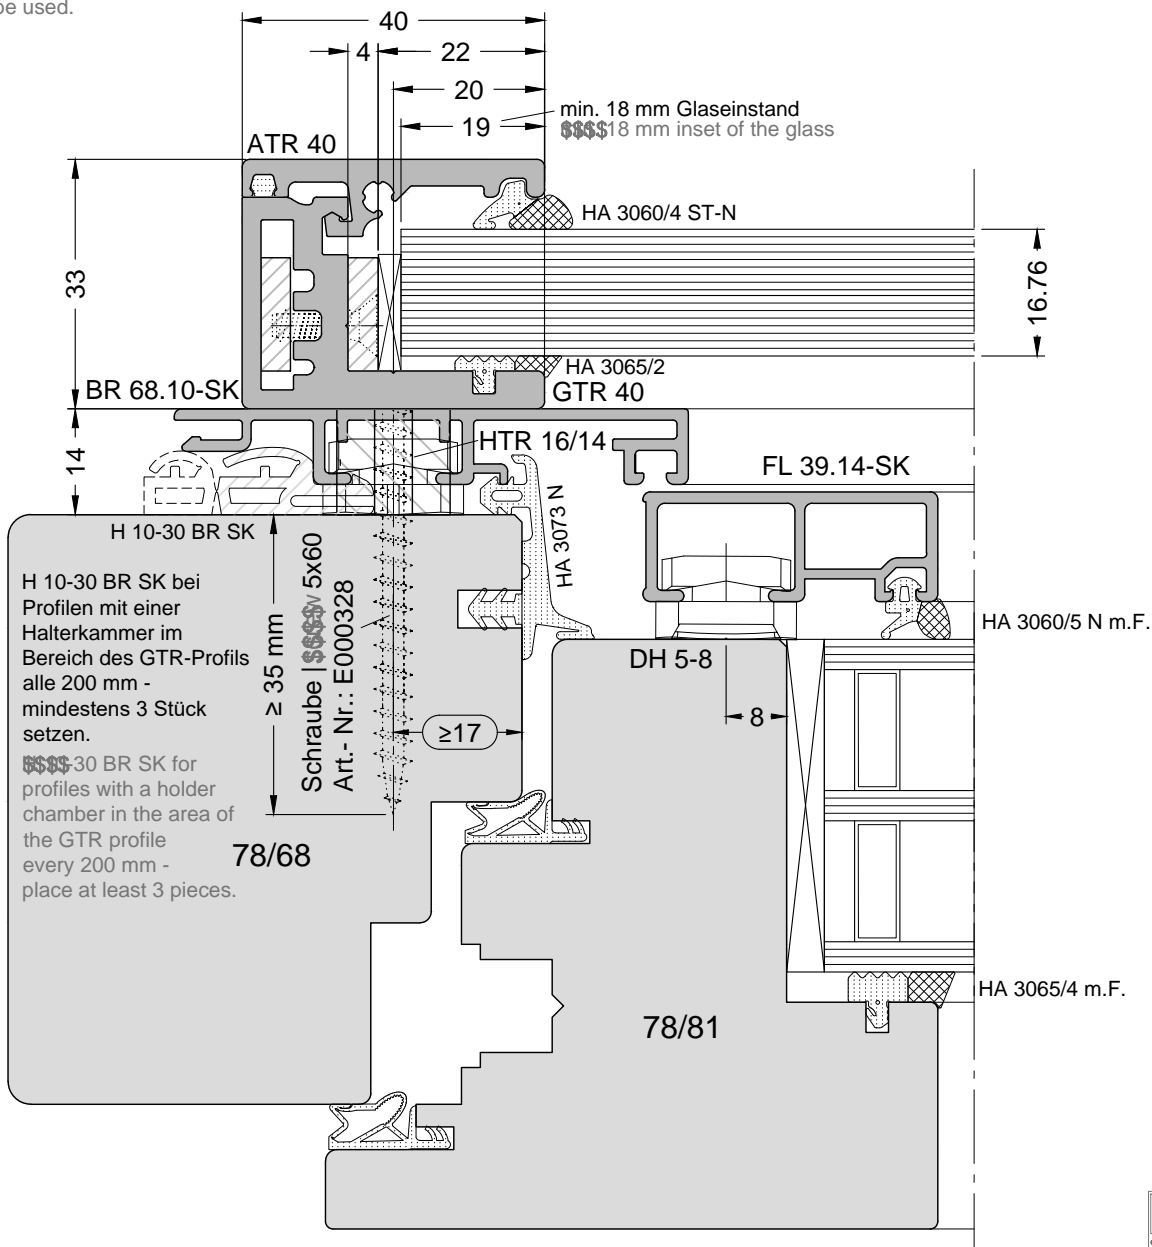 be used.
40
4
22
20
19
min. 18 mm Glaseinstand
18 mm inset of the glass
ATR 40
HA 3060/4 ST-N
33
16.76
HA 3065/2
BR 68.10-SK
GTR 40
14
HTR 16/14
FL 39.14-SK
H 10-30 BR SK
HA 3073 N
H 10-30 BR SK bei
Profilen mit einer
Halterkammer im
Bereich des GTR-Profils
alle 200 mm -
mindestens 3 Stück
setzen.
-30 BR SK for
profiles with a holder
chamber in the area of
the GTR profile
every 200 mm -
place at least 3 pieces.
≥ 35 mm
Schraube | 5x60
Art.- Nr.: E000328
≥17
HA 3060/5 N m.F.
DH 5-8
8
78/68
HA 3065/4 m.F.
78/81